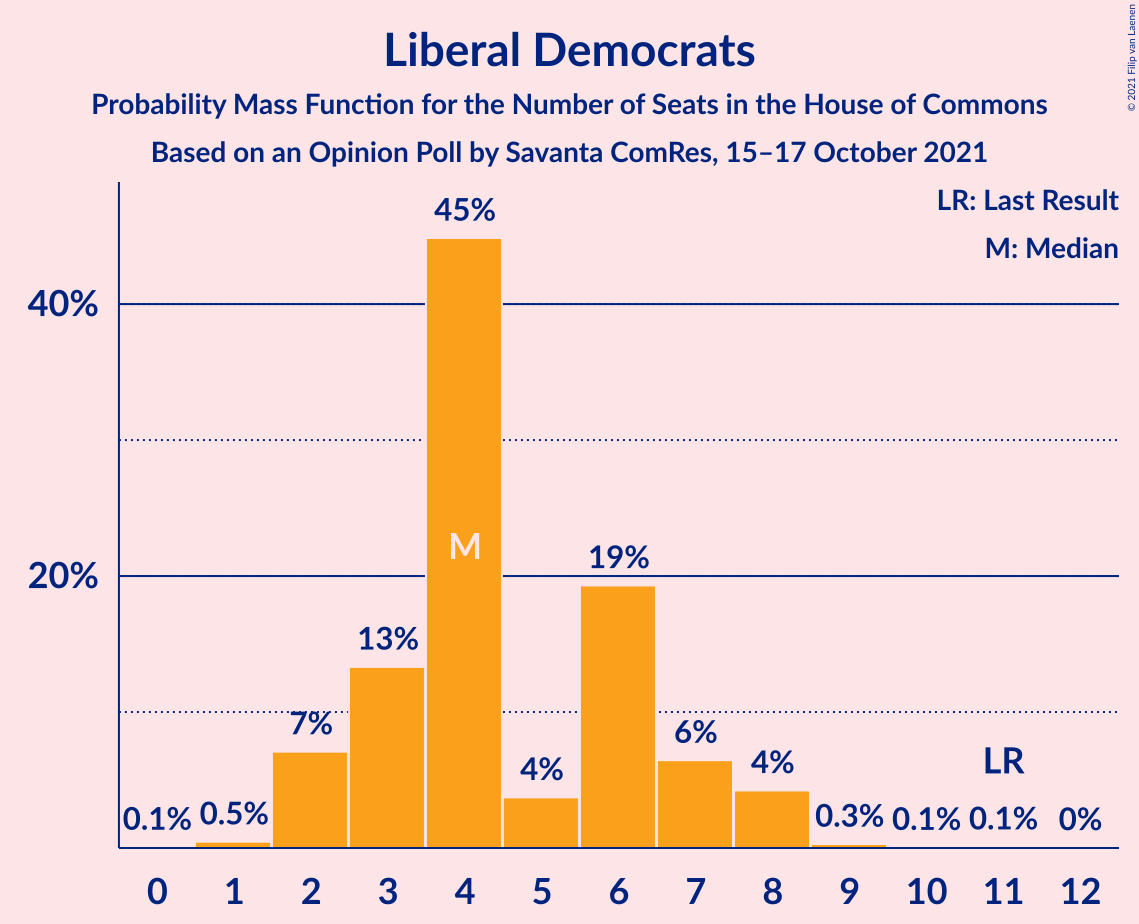 © 2021 Filip van Laenen
Liberal Democrats
Probability Mass Function for the Number of Seats in the House of Commons
Based on an Opinion Poll by Savanta ComRes, 15–17 October 2021
LR: Last Result
M: Median
45%
40%
M
19%
20%
13%
7%
6%
4%
4%
LR
0.1%
0.5%
0.3%
0.1%
0.1%
0%
0 1 2 3 4 5 6 7 8 9 10 11 12